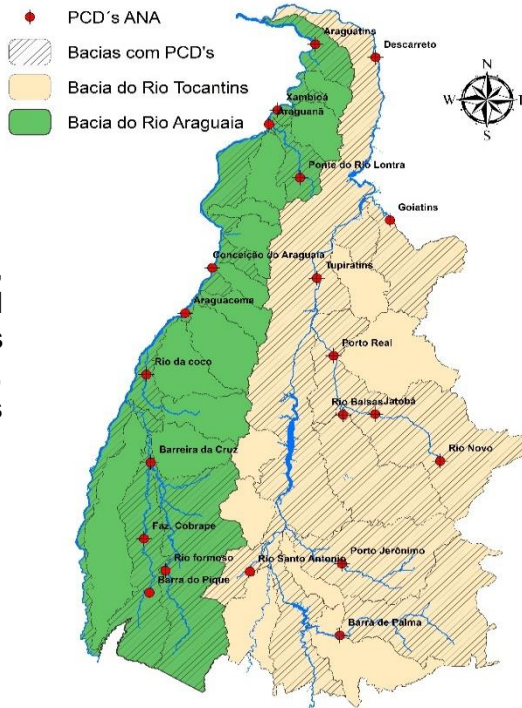 PCD´s ANA
Bacias com PCD's
Bacia do Rio Tocantins
Bacia do Rio Araguaia
N
W
E
S
Araguatins
Descarreto
Xambioá
Araguanã
Ponte do Rio Lontra
Goiatins
Conceição do Araguaia
Tupiratins
Araguaceme
Porto Real
Rio da coco
Rio Balsas
Jatobá
Barreira da Cruz
Rio Novo
Faz. Cobrape
Rio formoso
Rio Santo Antonio
Porto Jerônimo
Barra do Pique
Barra de Palma